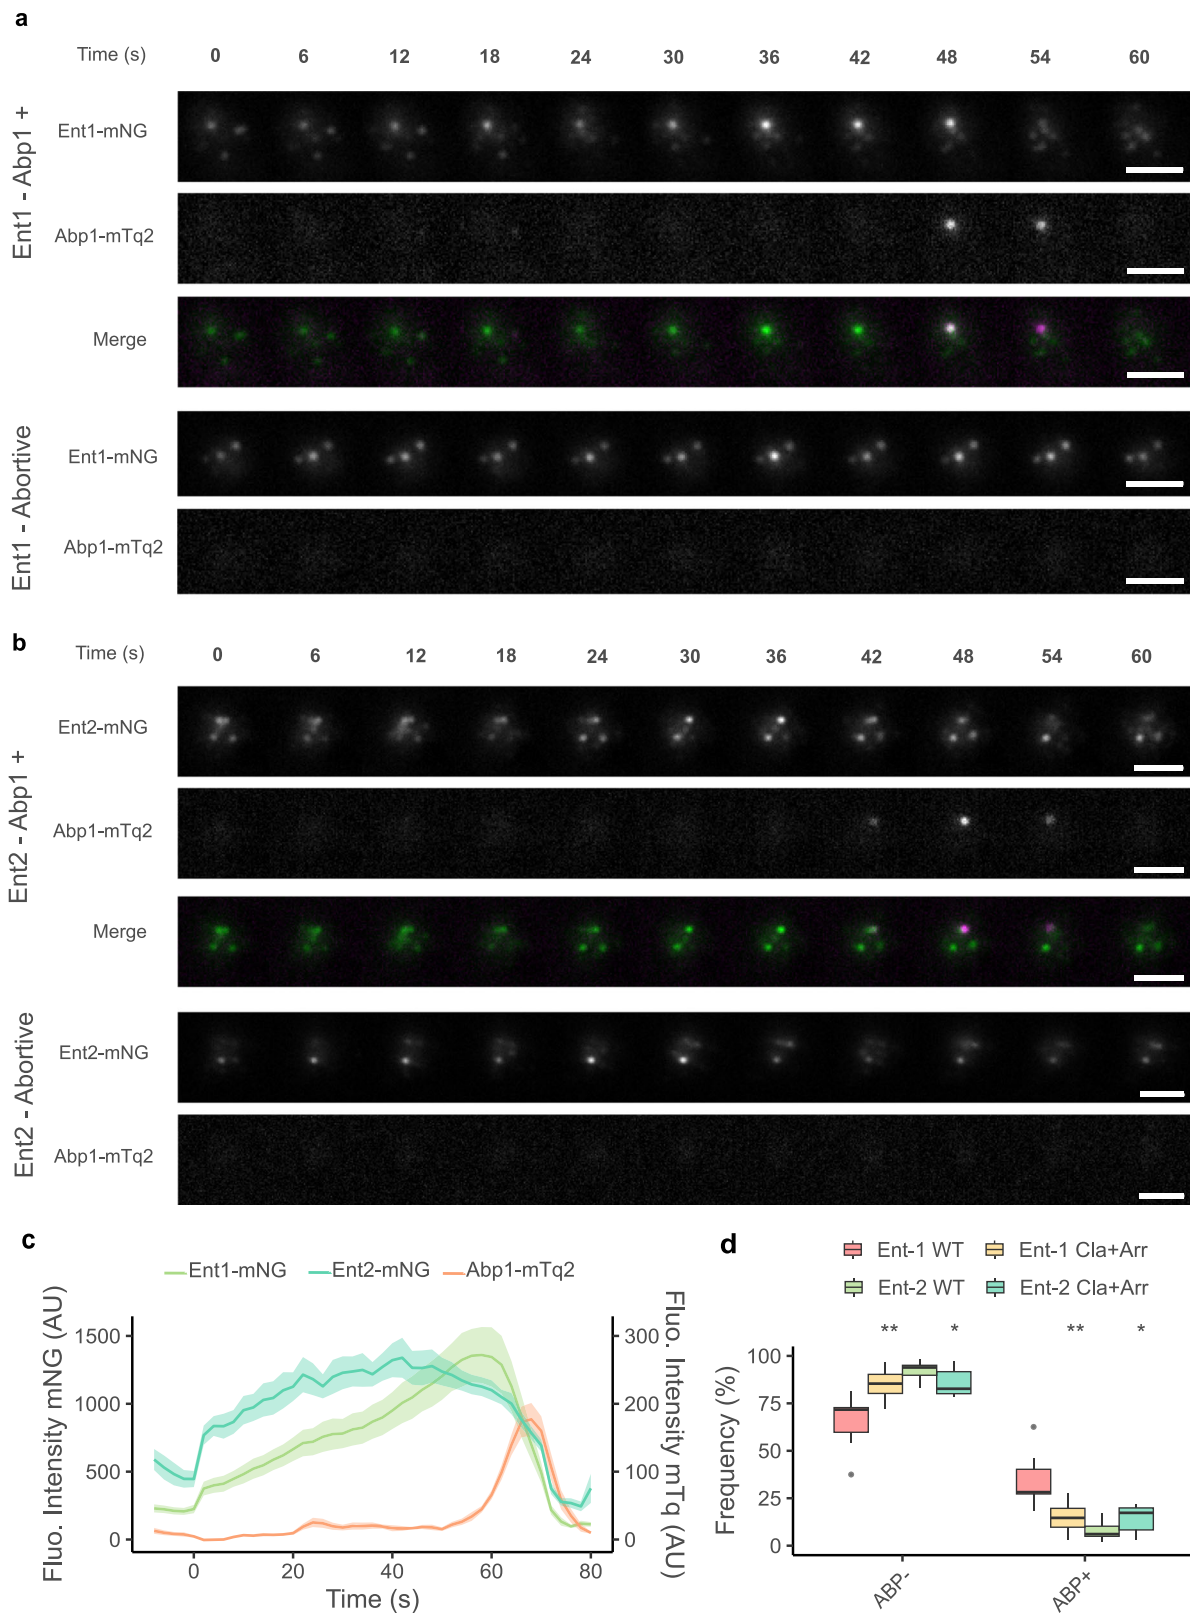 a
Time (s) 0 6 12 18 24 30 36 42 48 54 60
Ent1 - Abp1 +
Ent1-mNG
Abp1-mTq2
Merge
Ent1 - Abortive
Ent1-mNG
Abp1-mTq2
b
Time (s) 0 6 12 18 24 30 36 42 48 54 60
Ent2 - Abp1 +
Ent2-mNG
Abp1-mTq2
Merge
Ent2 - Abortive
Ent2-mNG
Abp1-mTq2
c
Ent1-mNG Ent2-mNG Abp1-mTq2
Fluo. Intensity mNG (AU)
1500
1000
500
0
Fluo. Intensity mTq (AU)
300
200
100
0
0 20 40 60 80
Time (s)
d
Ent-1 WT Ent-1 Cla+Arr
Ent-2 WT Ent-2 Cla+Arr
** * ** *
Frequency (%)
100
75
50
25
0
ABP- ABP+